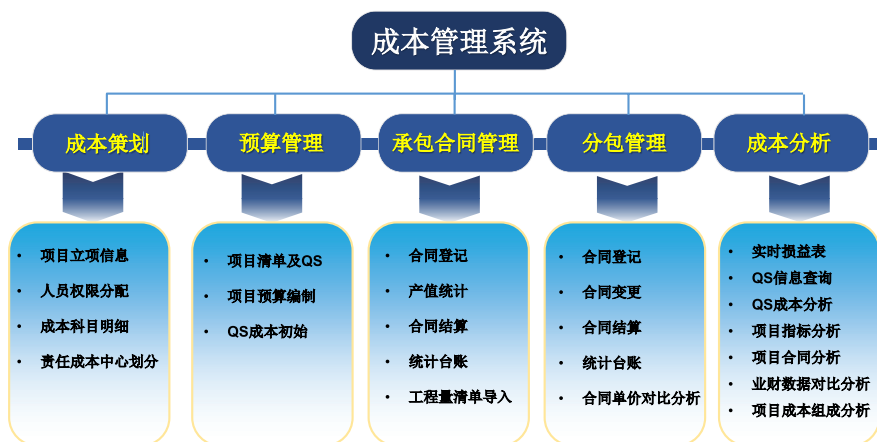 成本管理系统
成本策划
预算管理
承包合同管理
分包管理
成本分析
• 项目立项信息
• 人员权限分配
• 成本科目明细
• 责任成本中心划分
• 项目清单及QS
• 项目预算编制
• QS成本初始
• 合同登记
• 产值统计
• 合同结算
• 统计台账
• 工程量清单导入
• 合同登记
• 合同变更
• 合同结算
• 统计台账
• 合同单价对比分析
• 实时损益表
• QS信息查询
• QS成本分析
• 项目指标分析
• 项目合同分析
• 业财数据对比分析
• 项目成本组成分析